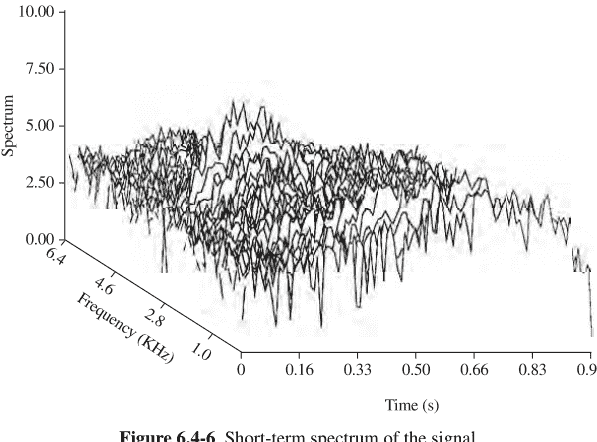 10.00
7.50
5.00
2.50
0.00
Spectrum
6.4
4.6
2.8
1.0
Frequency (KHz)
0 0.16 0.33 0.50 0.66 0.83 0.9
Time (s)
Figure 6.4-6 Short-term spectrum of the signal